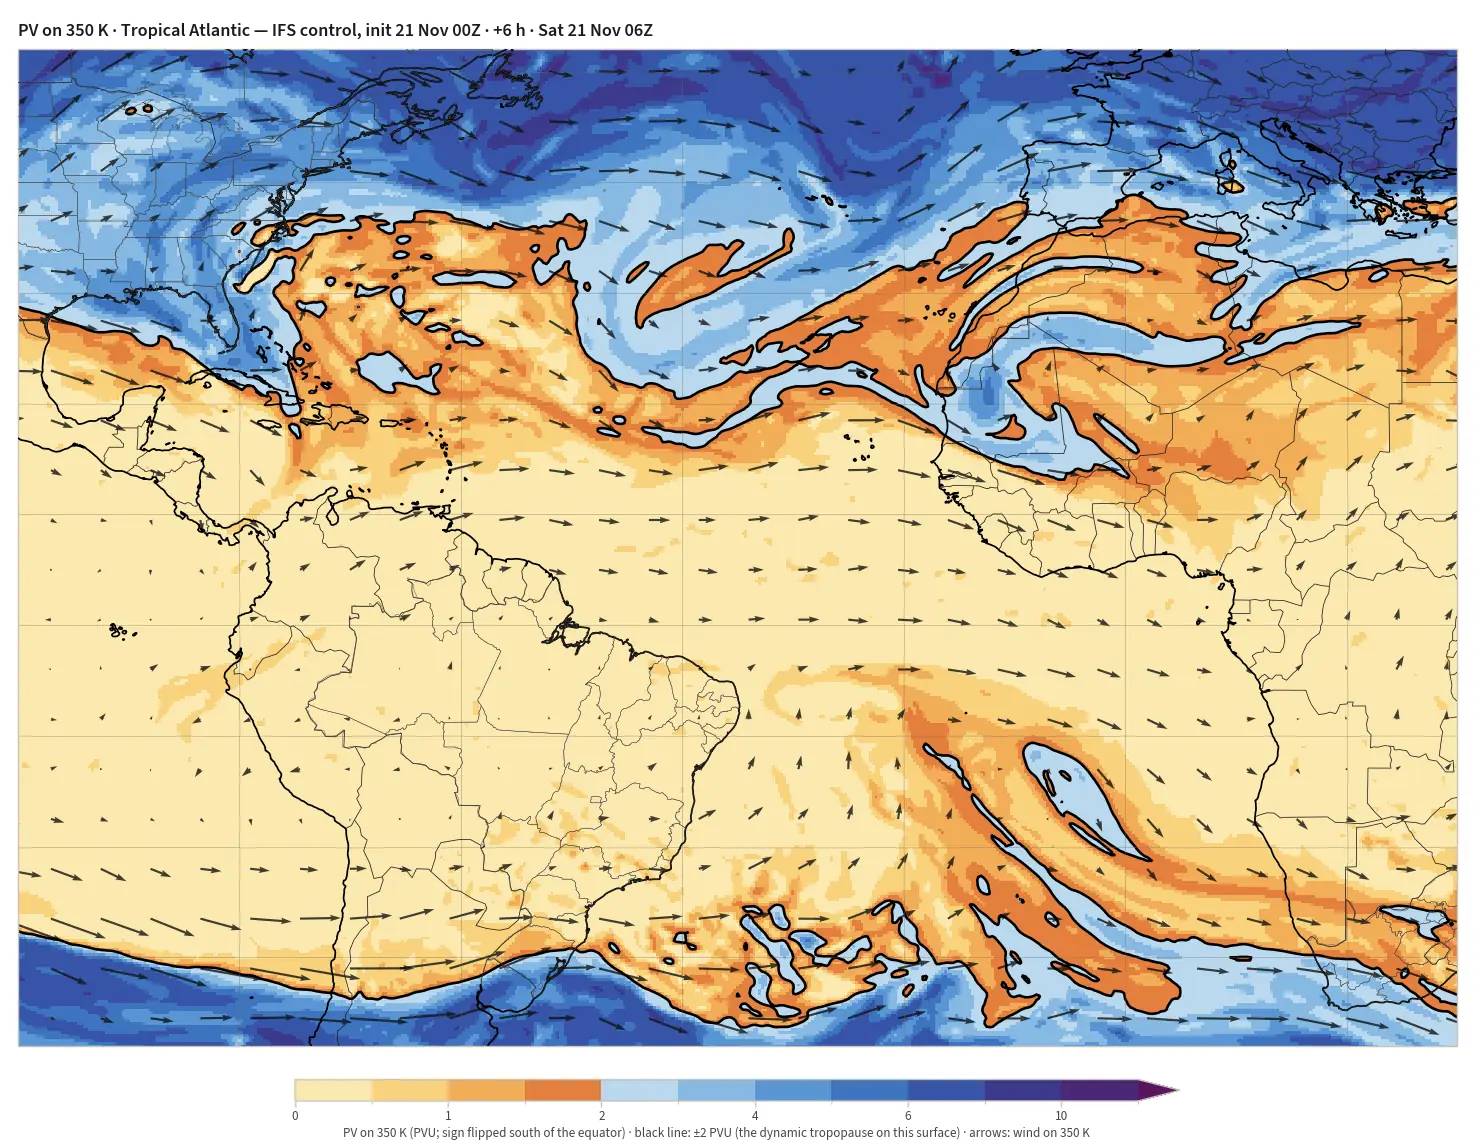 PV on 350 K · Tropical Atlantic — IFS control, init 21 Nov 00Z · +6 h · Sat 21 Nov 06Z
0 1 2 4 6 10
PV on 350 K (PVU; sign flipped south of the equator) · black line: ±2 PVU (the dynamic tropopause on this surface) · arrows: wind on 350 K